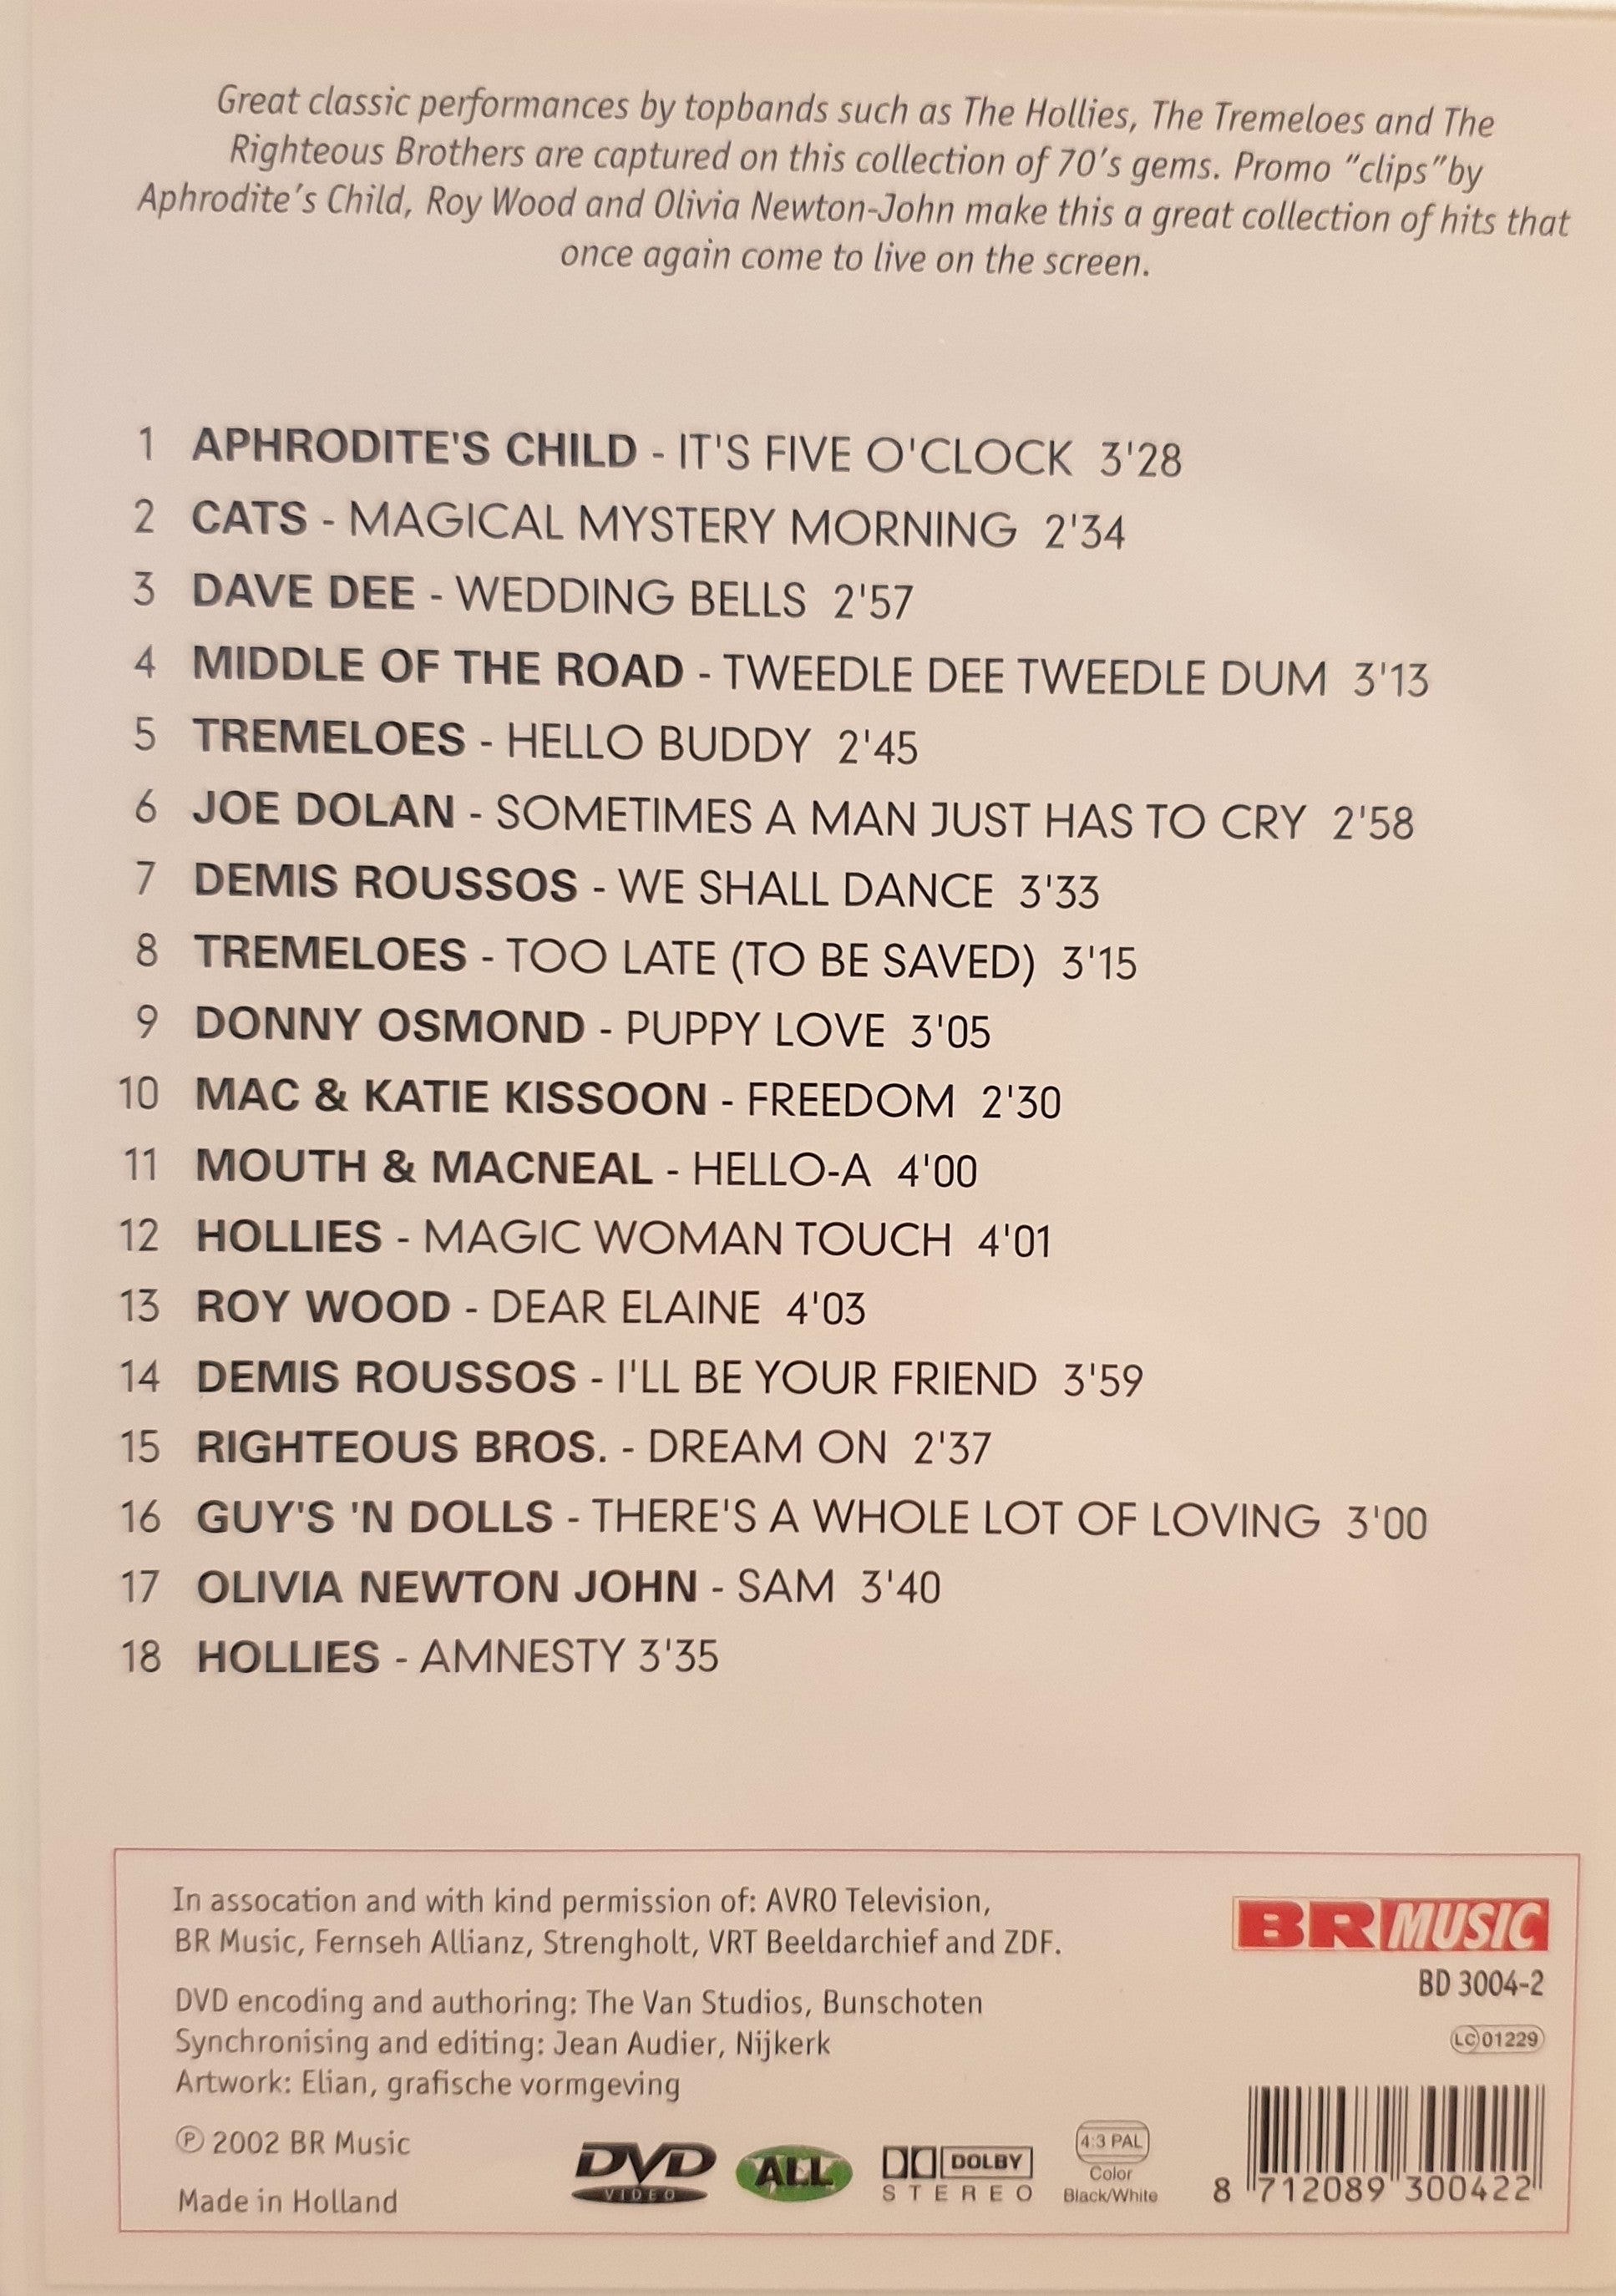 Great classic performances by topbands such as The Hollies, The Tremeloes and The
Righteous Brothers are captured on this collection of 70's gems. Promo "clips"by
Aphrodite's Child, Roy Wood and Olivia Newton-John make this a great collection of hits that
once again come to live on the screen.
1 APHRODITE'S CHILD - IT'S FIVE O'CLOCK 3'28
2 CATS - MAGICAL MYSTERY MORNING 2'34
3 DAVE DEE - WEDDING BELLS 2'57
4 MIDDLE OF THE ROAD - TWEEDLE DEE TWEEDLE DUM 3'13
5 TREMELOES - HELLO BUDDY 2'45
6 JOE DOLAN - SOMETIMES A MAN JUST HAS TO CRY 2'58
7 DEMIS ROUSSOS - WE SHALL DANCE 3'33
8 TREMELOES - TOO LATE (TO BE SAVED) 3'15
9 DONNY OSMOND - PUPPY LOVE 3'05
10 MAC & KATIE KISSOON - FREEDOM 2'30
11 MOUTH & MACNEAL - HELLO-A 4'00
12 HOLLIES - MAGIC WOMAN TOUCH 4'01
13 ROY WOOD - DEAR ELAINE 4'03
14 DEMIS ROUSSOS - I'LL BE YOUR FRIEND 3'59
15 RIGHTEOUS BROS. - DREAM ON 2'37
16 GUY'S 'N DOLLS - THERE'S A WHOLE LOT OF LOVING 3'00
17 OLIVIA NEWTON JOHN - SAM 3'40
18 HOLLIES - AMNESTY 3'35
In assocation and with kind permission of: AVRO Television,
BR Music, Fernseh Allianz, Strengholt, VRT Beeldarchief and ZDF.
DVD encoding and authoring: The Van Studios, Bunschoten
Synchronising and editing: Jean Audier, Nijkerk
Artwork: Elian, grafische vormgeving
℗ 2002 BR Music
Made in Holland
DVD
VIDEO
ALL
DOLBY
STEREO
4:3 PAL
Color
Black/White
BR MUSIC
BD 3004-2
LC 01229
8 712089 300422